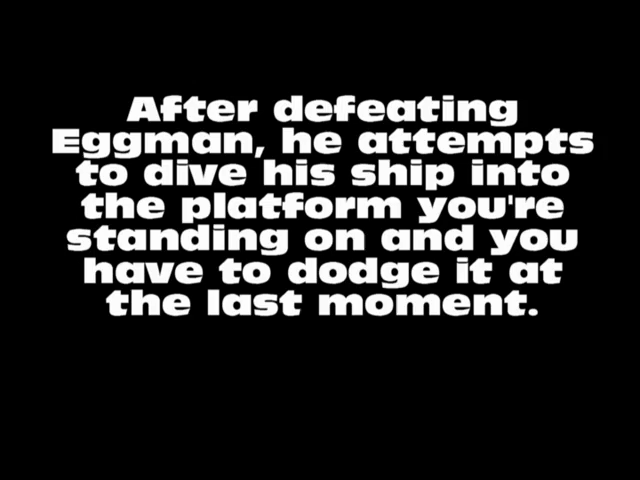 After defeating
Eggman, he attempts
to dive his ship into
the platform you're
standing on and you
have to dodge it at
the last moment.